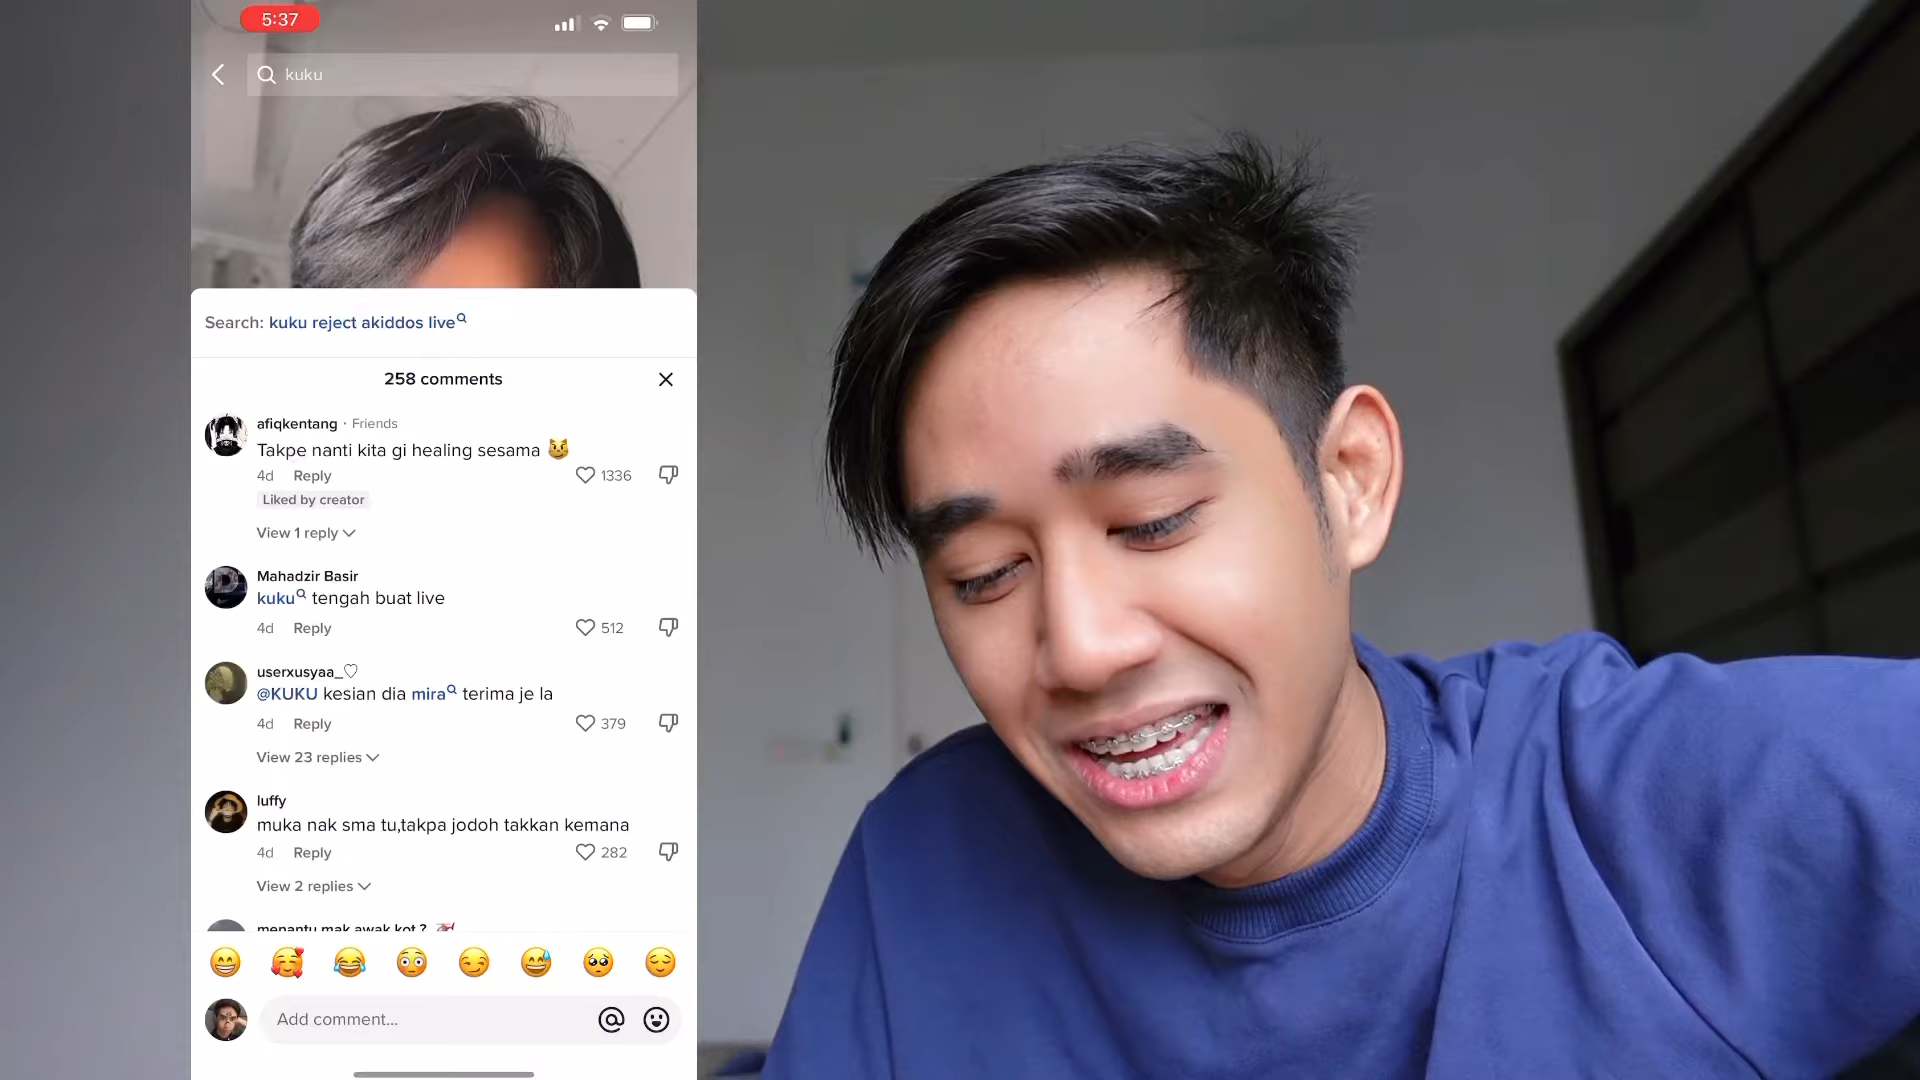 5:37
kuku
Search: kuku reject akiddos live
258 comments
afiqkentang · Friends
Takpe nanti kita gi healing sesama 😼
4d Reply 1336
Liked by creator
View 1 reply
Mahadzir Basir
kuku tengah buat live
4d Reply 512
userxusyaa_♡
@KUKU kesian dia mira terima je la
4d Reply 379
View 23 replies
luffy
muka nak sma tu,takpa jodoh takkan kemana
4d Reply 282
View 2 replies
menantu mak awak kot ?
Add comment...